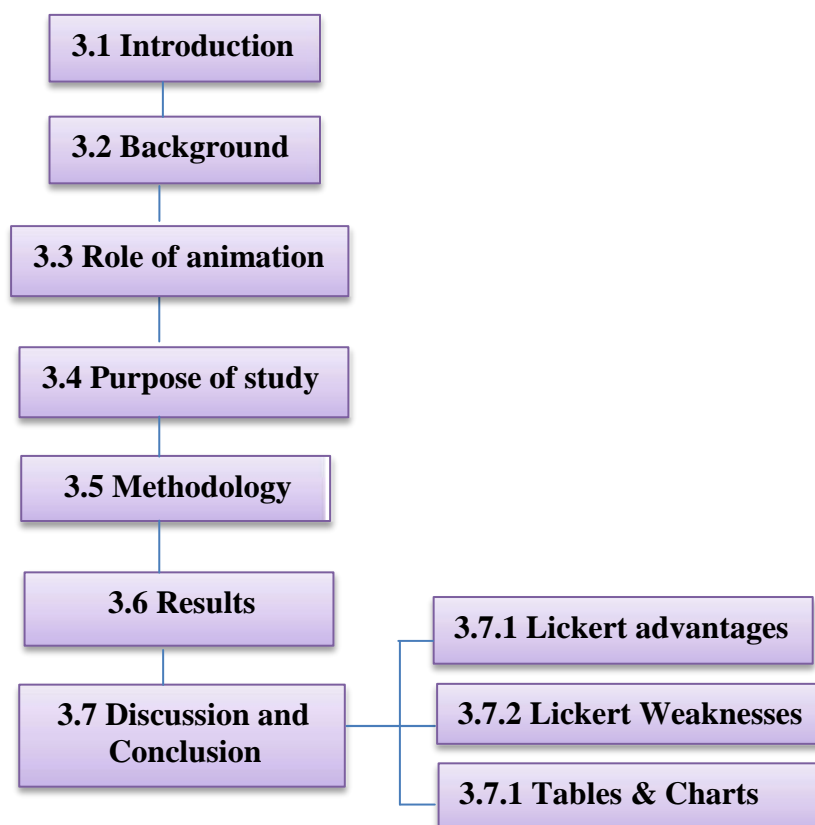 3.1 Introduction
3.2 Background
3.3 Role of animation
3.4 Purpose of study
3.5 Methodology
3.6 Results
3.7 Discussion and
Conclusion
3.7.1 Lickert advantages
3.7.2 Lickert Weaknesses
3.7.1 Tables & Charts